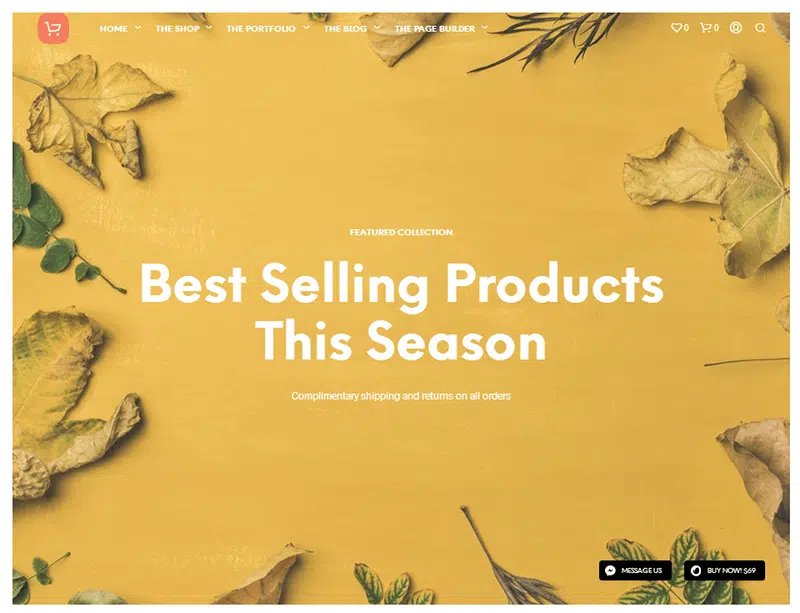 HOME THE SHOP THE PORTFOLIO THE BLOG THE PAGE BUILDER 0 0
FEATURED COLLECTION
Best Selling Products
This Season
Complimentary shipping and returns on all orders
MESSAGE US BUY NOW! $69